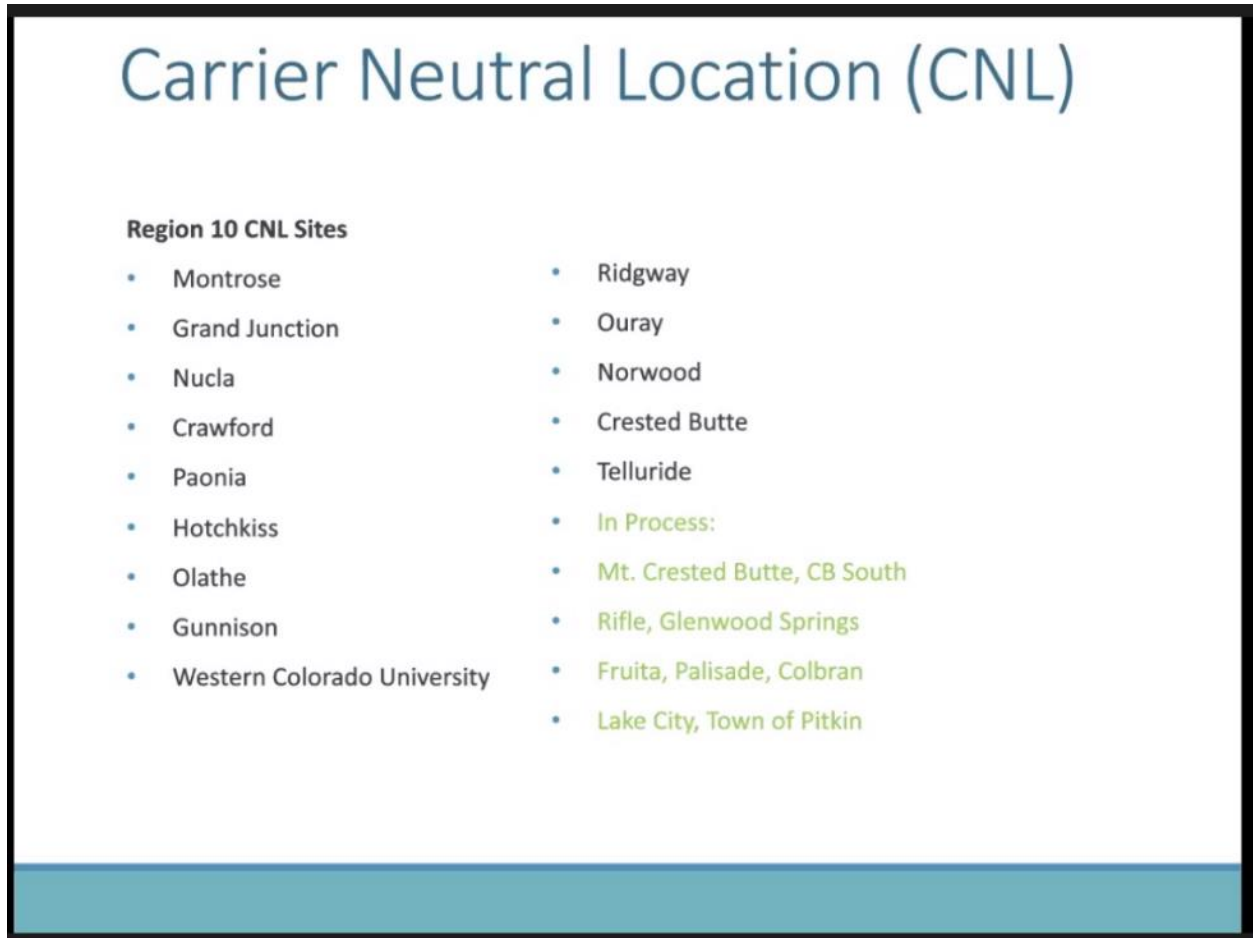 Carrier Neutral Location (CNL)
Region 10 CNL Sites
• Montrose
• Grand Junction
• Nucla
• Crawford
• Paonia
• Hotchkiss
• Olathe
• Gunnison
• Western Colorado University
• Ridgway
• Ouray
• Norwood
• Crested Butte
• Telluride
• In Process:
• Mt. Crested Butte, CB South
• Rifle, Glenwood Springs
• Fruita, Palisade, Colbran
• Lake City, Town of Pitkin